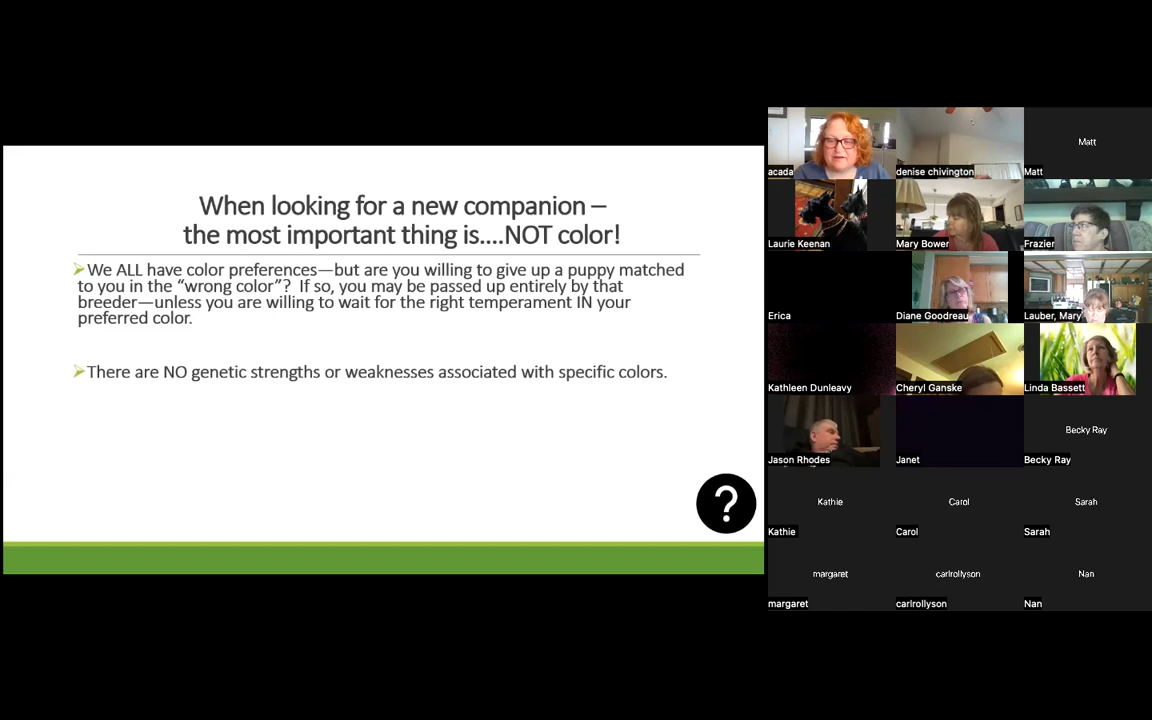 When looking for a new companion –
the most important thing is....NOT color!
We ALL have color preferences—but are you willing to give up a puppy matched
to you in the “wrong color”? If so, you may be passed up entirely by that
breeder—unless you are willing to wait for the right temperament IN your
preferred color.
There are NO genetic strengths or weaknesses associated with specific colors.
?
acada
denise chivington
Matt
Matt
Laurie Keenan
Mary Bower
Frazier
Erica
Diane Goodreau
Lauber, Mary
Kathleen Dunleavy
Cheryl Ganske
Linda Bassett
Jason Rhodes
Janet
Becky Ray
Becky Ray
Kathie
Carol
Sarah
Kathie
Carol
Sarah
margaret
carlrollyson
Nan
margaret
carlrollyson
Nan